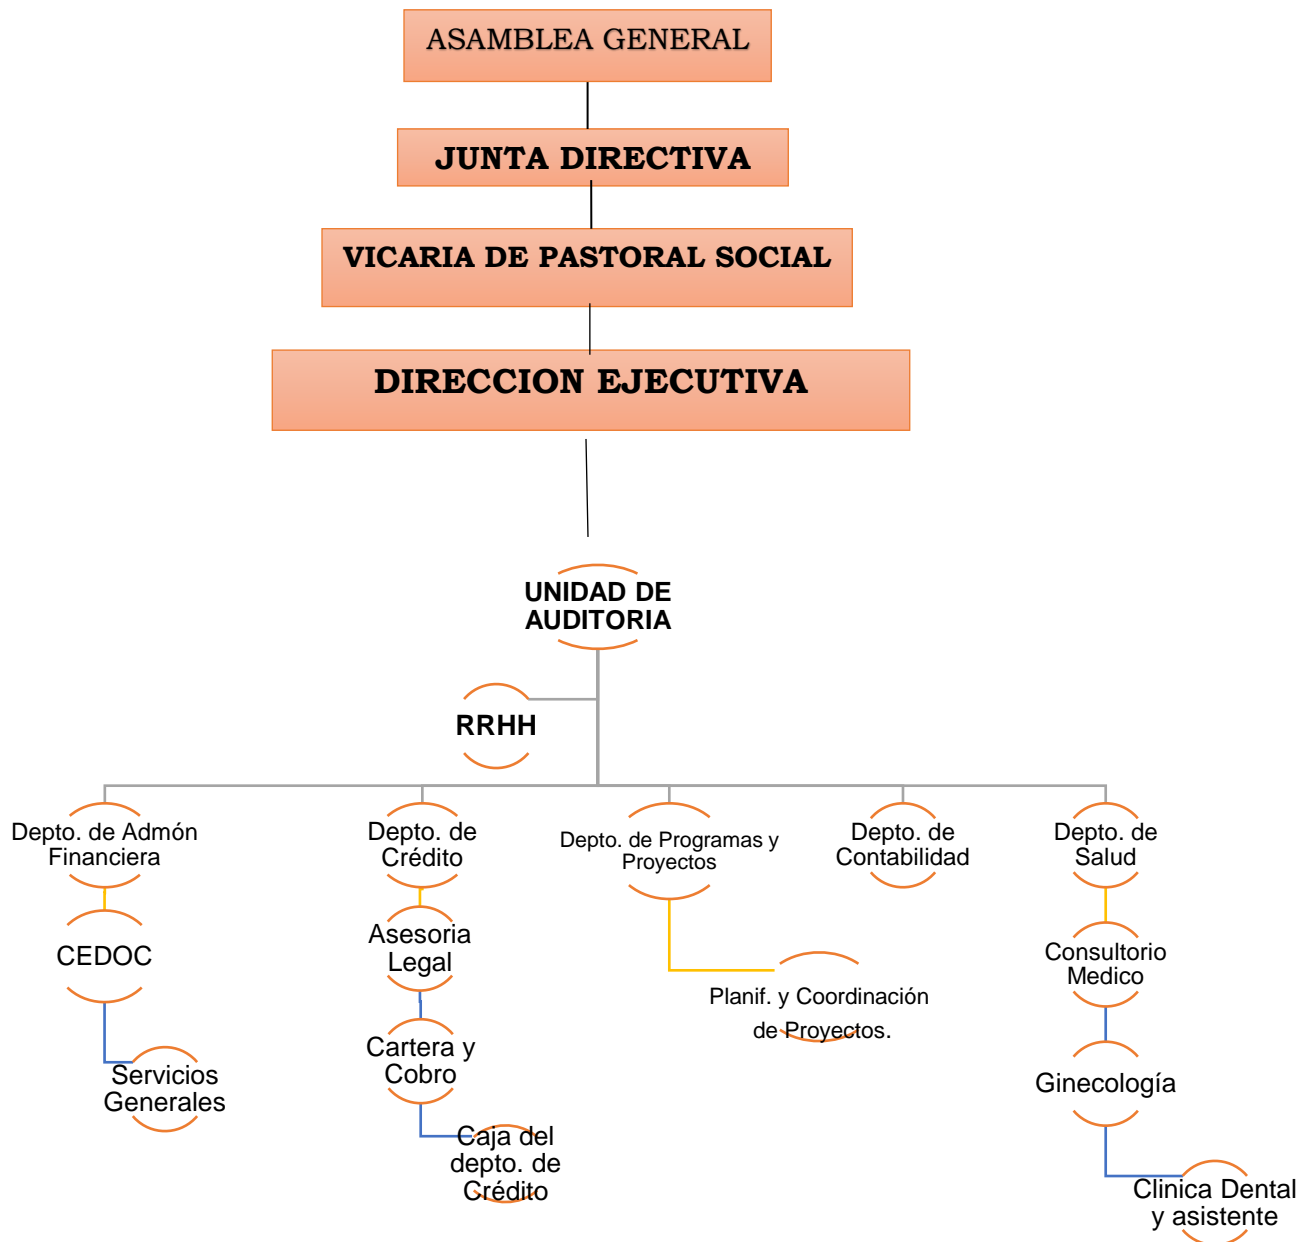 ASAMBLEA GENERAL
JUNTA DIRECTIVA
VICARIA DE PASTORAL SOCIAL
DIRECCION EJECUTIVA
UNIDAD DE
AUDITORIA
RRHH
Depto. de Admón
Financiera
Depto. de
Crédito
Depto. de Programas y
Proyectos
Depto. de
Contabilidad
Depto. de
Salud
CEDOC
Asesoria
Legal
Planif. y Coordinación
de Proyectos.
Consultorio
Medico
Servicios
Generales
Cartera y
Cobro
Ginecología
Caja del
depto. de
Crédito
Clinica Dental
y asistente